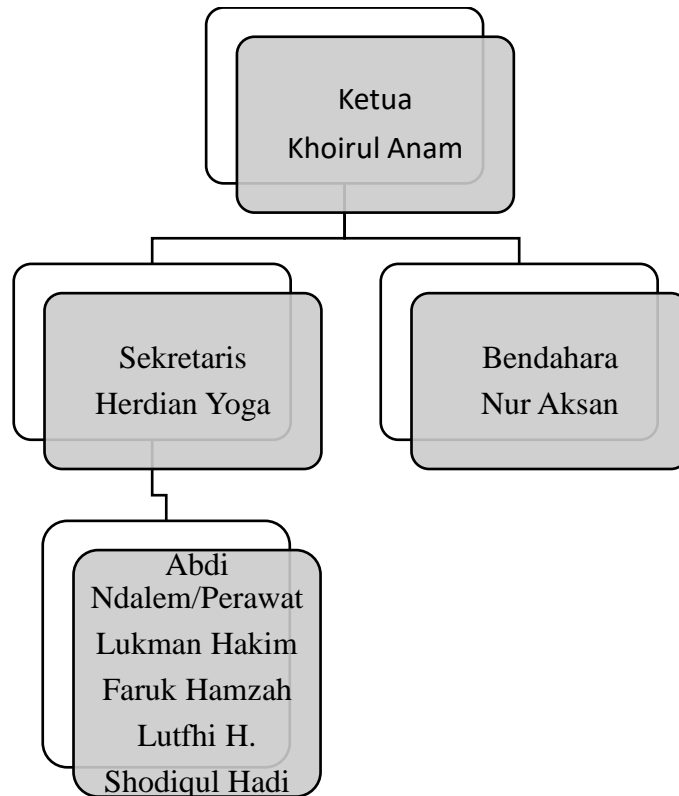 Ketua
Khoirul Anam
Sekretaris
Herdian Yoga
Bendahara
Nur Aksan
Abdi
Ndalem/Perawat
Lukman Hakim
Faruk Hamzah
Lutfhi H.
Shodiqul Hadi